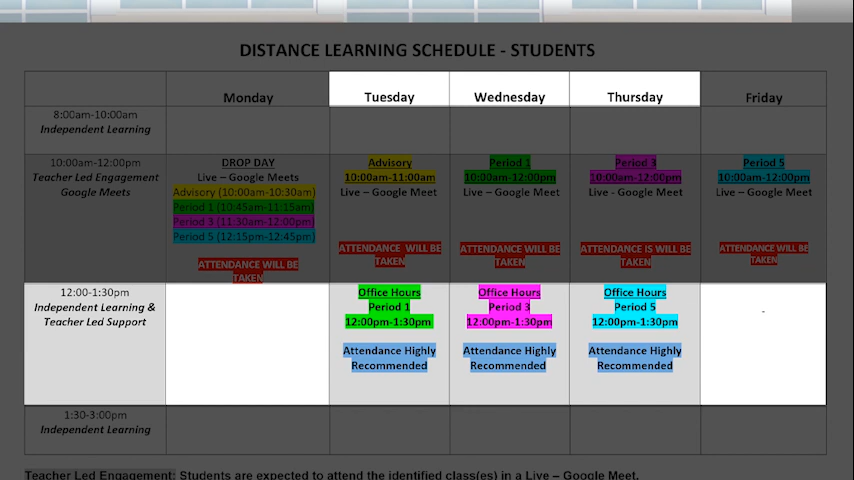 DISTANCE LEARNING SCHEDULE - STUDENTS
Monday
Tuesday
Wednesday
Thursday
Friday
8:00am-10:00am
Independent Learning
10:00am-12:00pm
Teacher Led Engagement
Google Meets
DROP DAY
Live – Google Meets
Advisory (10:00am-10:30am)
Period 1 (10:45am-11:15am)
Period 3 (11:30am-12:00pm)
Period 5 (12:15pm-12:45pm)
ATTENDANCE WILL BE
TAKEN
Advisory
10:00am-11:00am
Live – Google Meet
ATTENDANCE WILL BE
TAKEN
Period 1
10:00am-12:00pm
Live – Google Meet
ATTENDANCE WILL BE
TAKEN
Period 3
10:00am-12:00pm
Live - Google Meet
ATTENDANCE IS WILL BE
TAKEN
Period 5
10:00am-12:00pm
Live – Google Meet
ATTENDANCE WILL BE
TAKEN
12:00-1:30pm
Independent Learning &
Teacher Led Support
Office Hours
Period 1
12:00pm-1:30pm
Attendance Highly
Recommended
Office Hours
Period 3
12:00pm-1:30pm
Attendance Highly
Recommended
Office Hours
Period 5
12:00pm-1:30pm
Attendance Highly
Recommended
-
1:30-3:00pm
Independent Learning
Teacher Led Engagement: Students are expected to attend the identified class(es) in a Live – Google Meet.